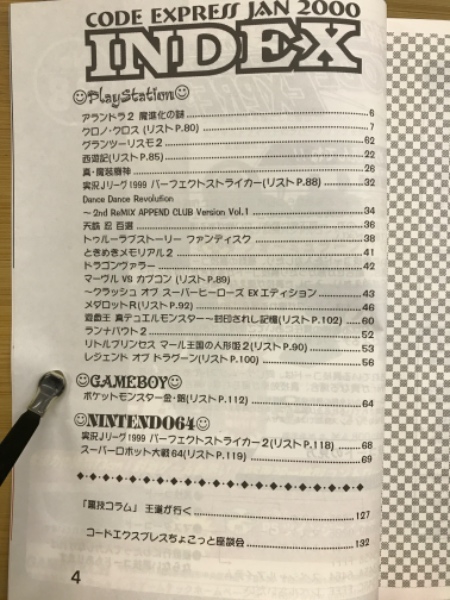 CODE EXPRESS JAN 2000
INDEX
☺PlayStation☺
アランドラ2 魔進化の謎 6
クロノ・クロス (リストP.80) 7
グランツーリスモ2 62
西遊記(リストP.85) 22
真・魔装機神 26
実況Jリーグ1999 パーフェクトストライカー(リストP.88) 32
Dance Dance Revolution
～2nd ReMIX APPEND CLUB Version Vol.1 34
天誅 忍 百選 36
トゥルーラブストーリー ファンディスク 38
ときめきメモリアル2 41
ドラゴンヴァラー 42
マーヴル VS カプコン (リストP.89)
～クラッシュ オブ スーパーヒーローズ EXエディション 43
メダロットR(リストP.92) 46
遊戯王 真デュエルモンスター―封印されし記憶(リストP.102) 60
ランナバウト2 52
リトルプリンセス マール王国の人形姫2(リストP.90) 53
レジェンド オブ ドラグーン(リストP.100) 56
☺GAMEBOY☺
ポケットモンスター金・銀(リストP.112) 64
☺NINTENDO64☺
実況Jリーグ1999 パーフェクトストライカー2(リストP.118) 68
スーパーロボット大戦64(リストP.119) 69
「裏技コラム」 王道が行く 127
コードエクスプレスちょこっと座談会 132
4